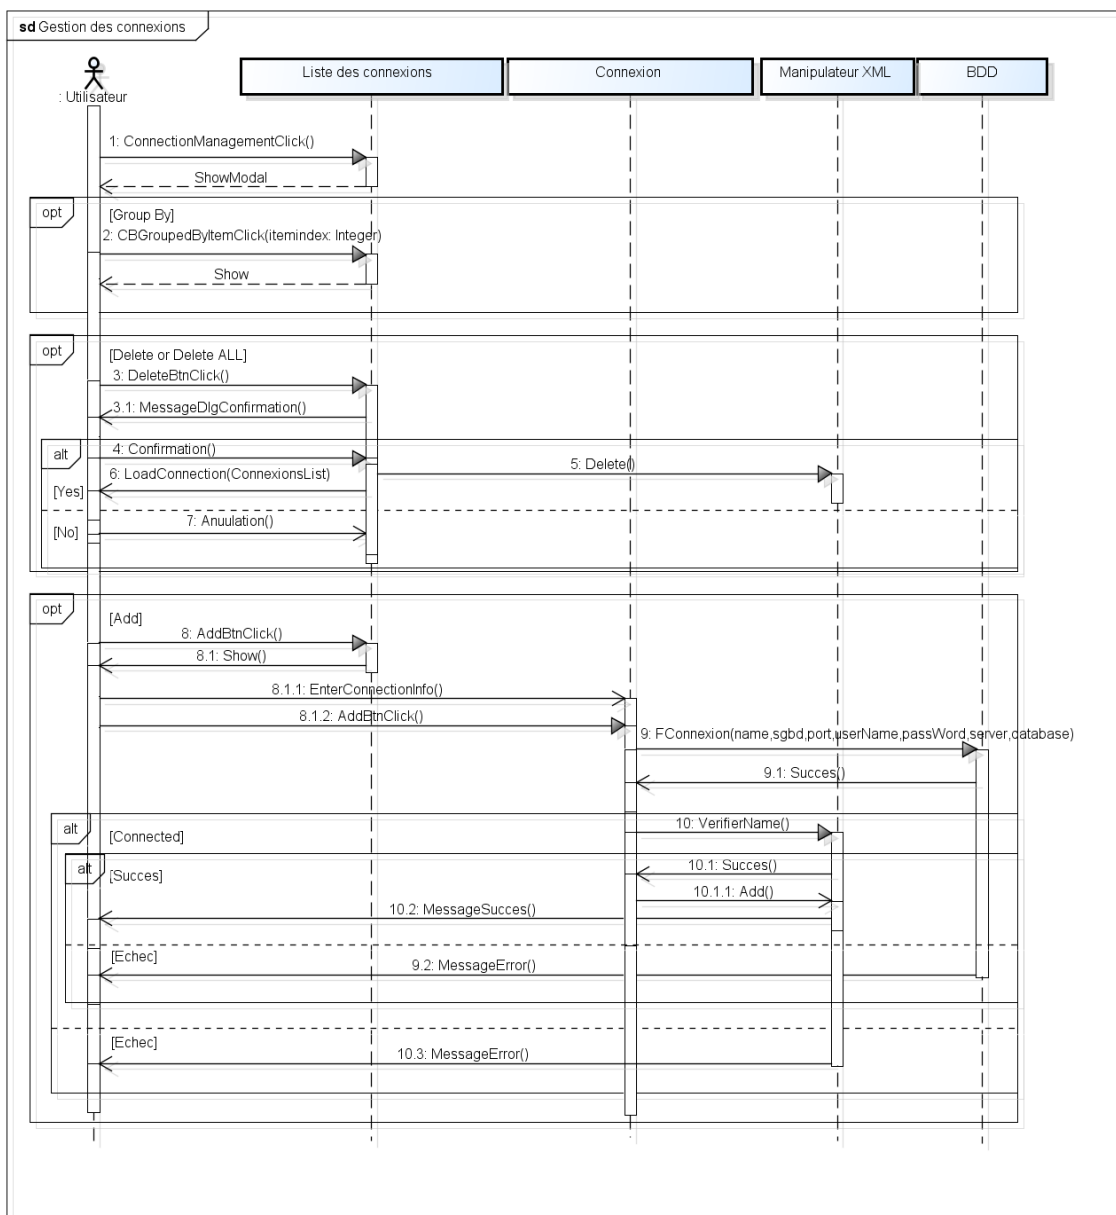 sd Gestion des connexions
: Utilisateur
Liste des connexions
Connexion
Manipulateur XML
BDD
1: ConnectionManagementClick()
ShowModal
opt
[Group By]
2: CBGroupedByItemClick(itemindex: Integer)
Show
opt
[Delete or Delete ALL]
3: DeleteBtnClick()
3.1: MessageDlgConfirmation()
alt
4: Confirmation()
5: Delete()
6: LoadConnection(ConnexionsList)
[Yes]
7: Anuulation()
[No]
opt
[Add]
8: AddBtnClick()
8.1: Show()
8.1.1: EnterConnectionInfo()
8.1.2: AddBtnClick()
9: FConnexion(name,sgbd,port,userName,passWord,server,database)
9.1: Succes()
alt
[Connected]
10: VerifierName()
alt
[Succes]
10.1: Succes()
10.1.1: Add()
10.2: MessageSucces()
[Echec]
9.2: MessageError()
[Echec]
10.3: MessageError()